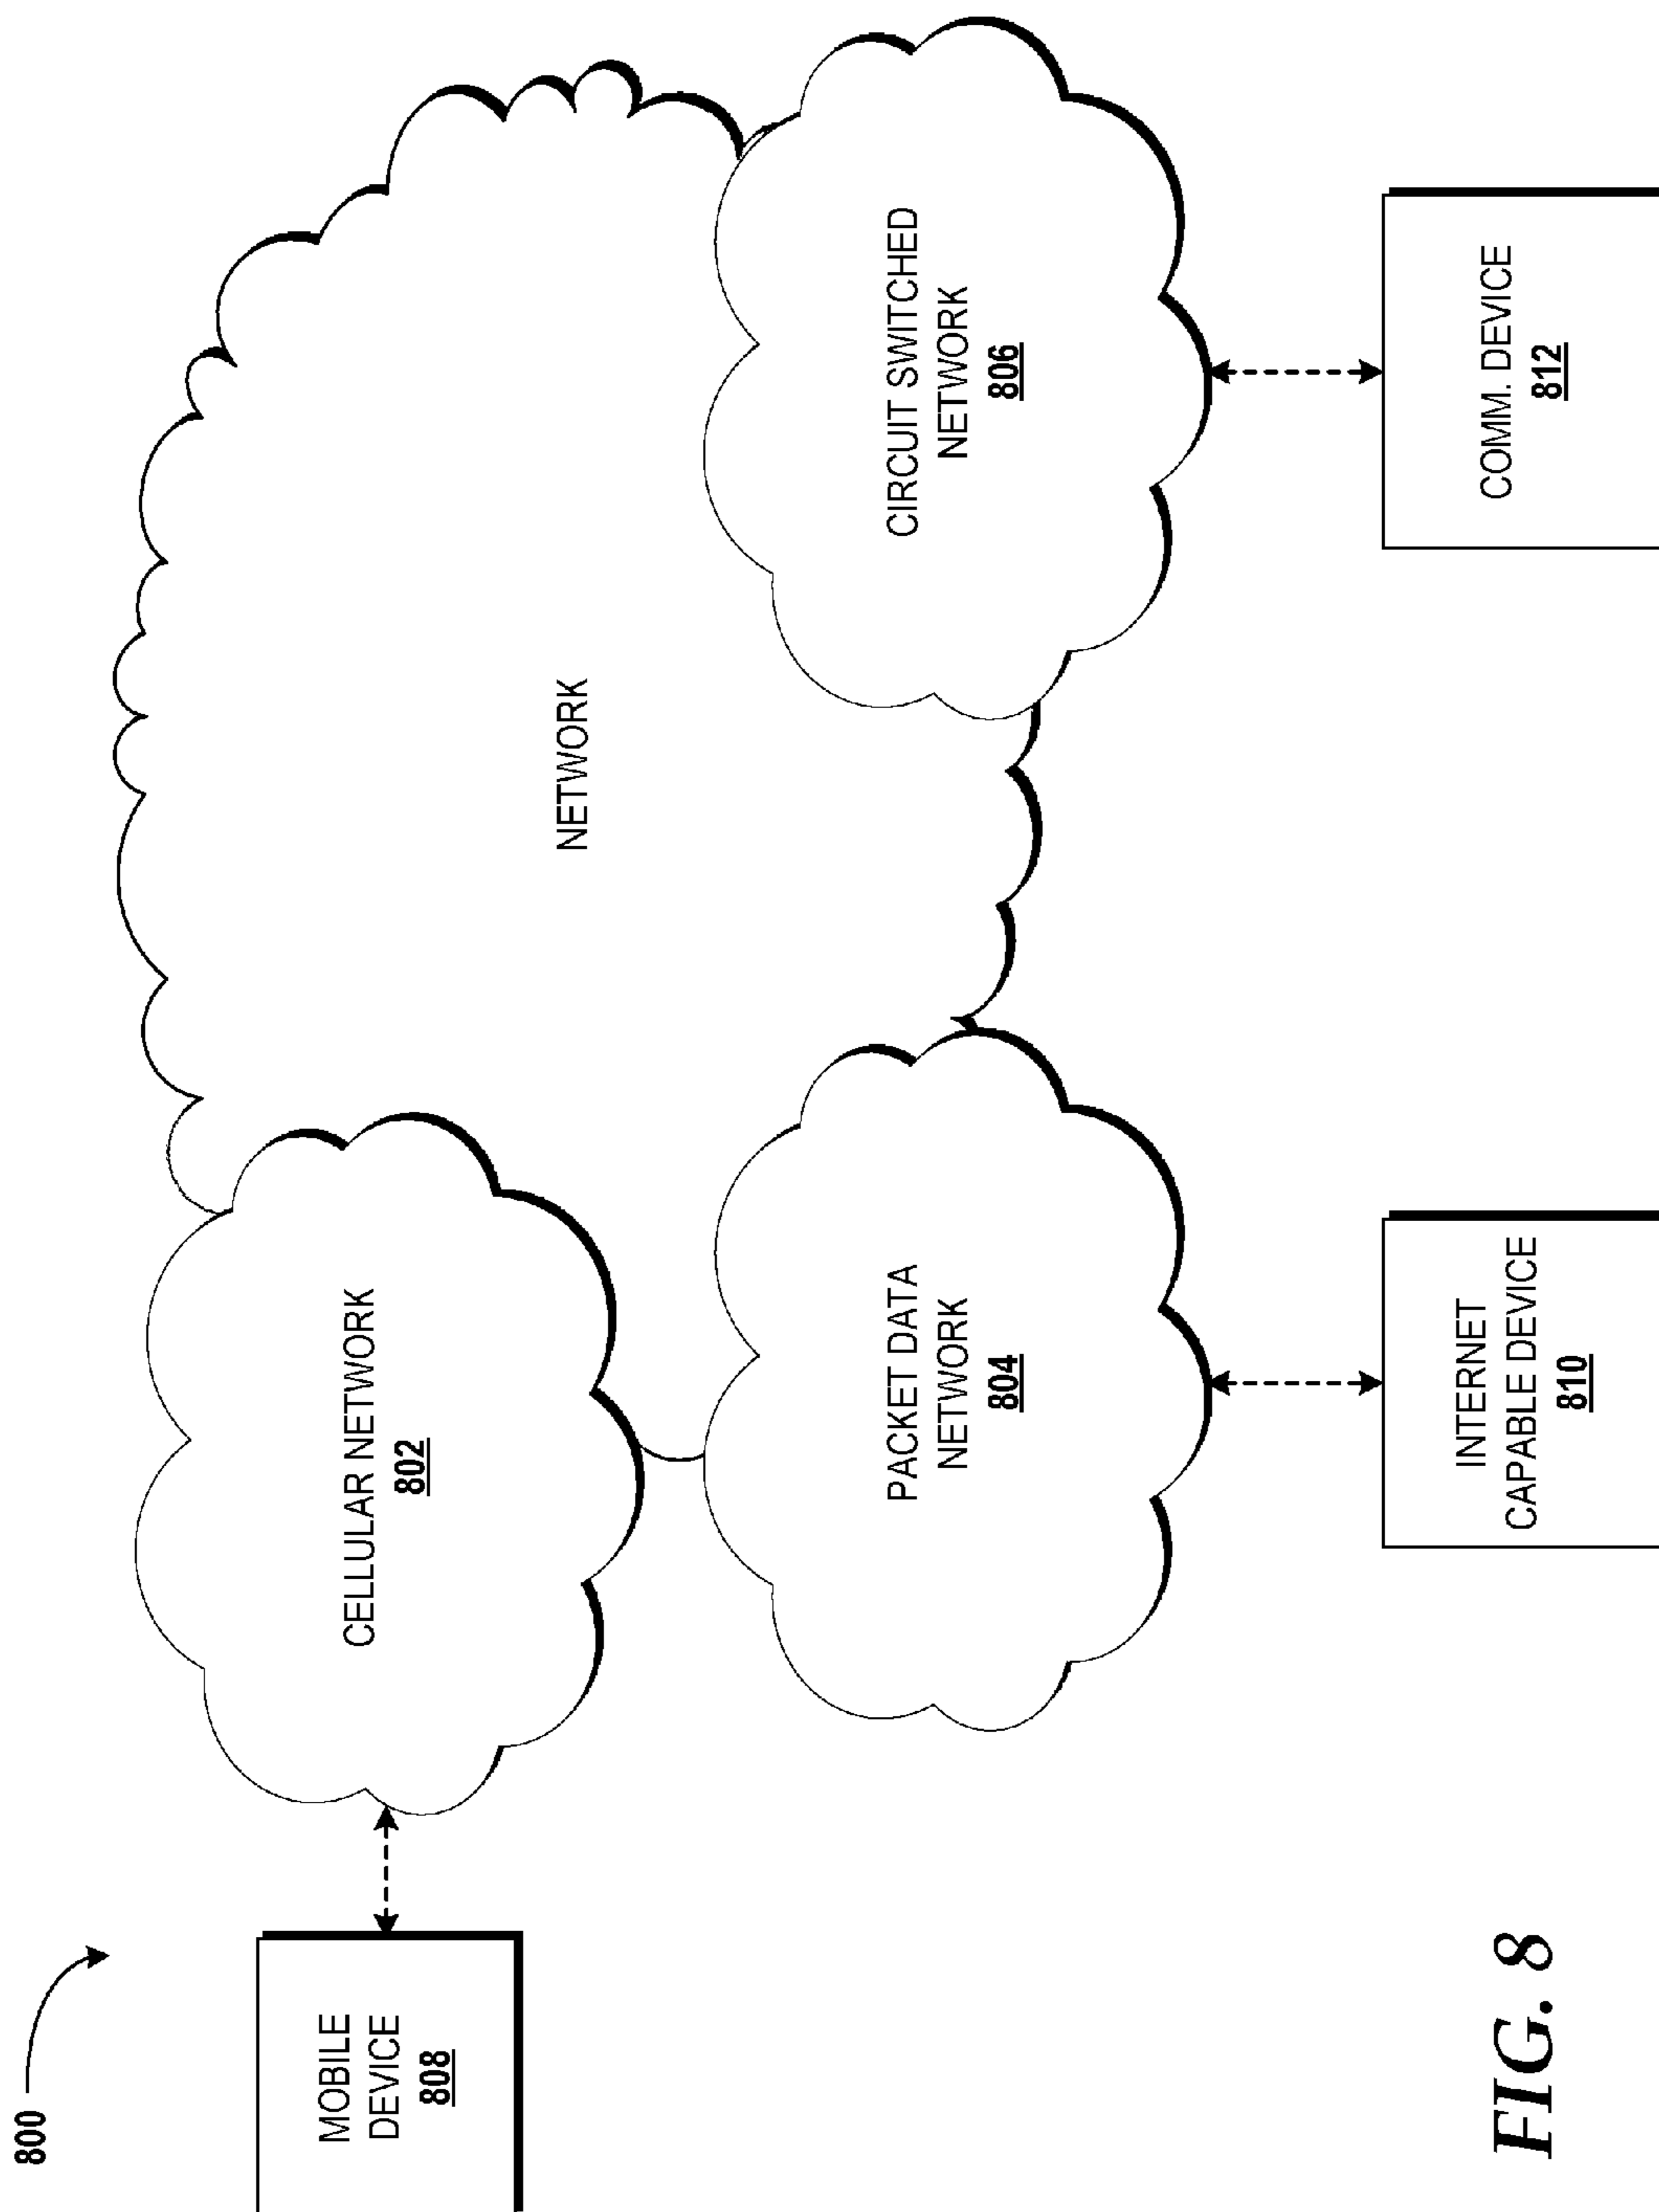 800
MOBILE
DEVICE
808
CELLULAR NETWORK
802
NETWORK
PACKET DATA
NETWORK
804
CIRCUIT SWITCHED
NETWORK
806
INTERNET
CAPABLE DEVICE
810
COMM. DEVICE
812
FIG. 8